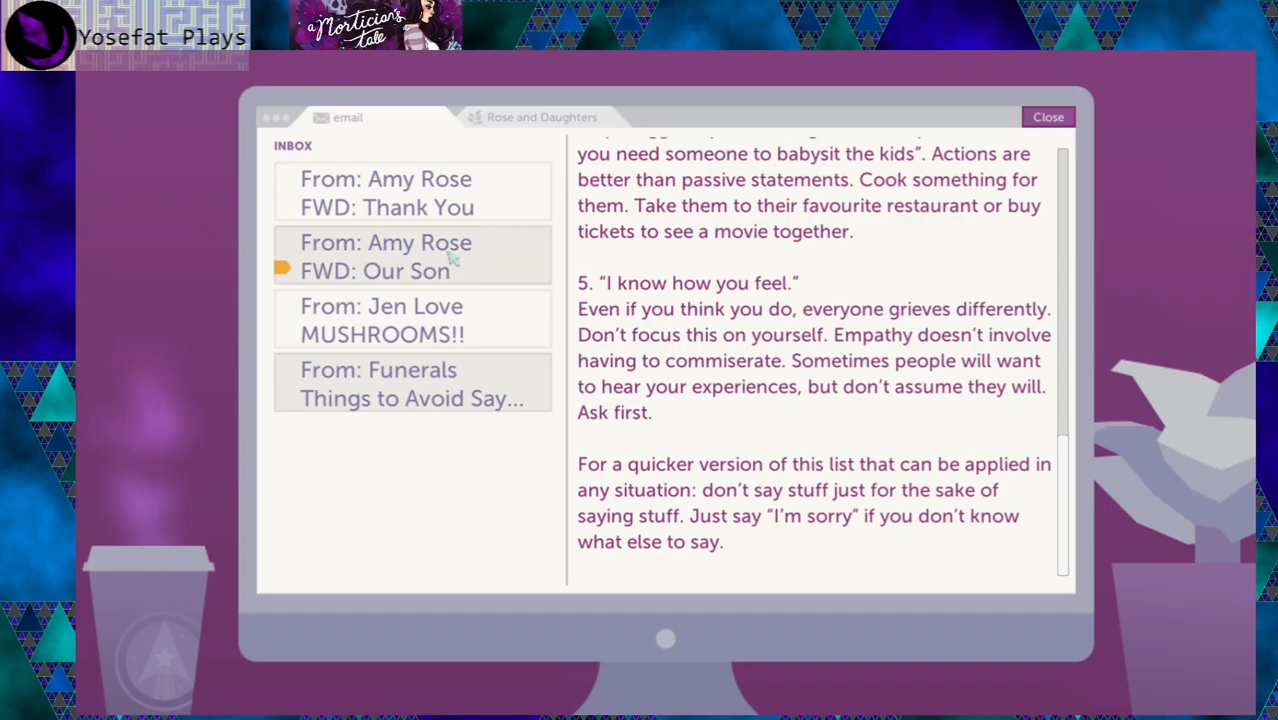 Yosefat Plays
a Mortician's
tale
email
Rose and Daughters
Close
INBOX
From: Amy Rose
FWD: Thank You
From: Amy Rose
FWD: Our Son
From: Jen Love
MUSHROOMS!!
From: Funerals
Things to Avoid Say...
you need someone to babysit the kids”. Actions are
better than passive statements. Cook something for
them. Take them to their favourite restaurant or buy
tickets to see a movie together.
5. “I know how you feel.”
Even if you think you do, everyone grieves differently.
Don’t focus this on yourself. Empathy doesn’t involve
having to commiserate. Sometimes people will want
to hear your experiences, but don’t assume they will.
Ask first.
For a quicker version of this list that can be applied in
any situation: don’t say stuff just for the sake of
saying stuff. Just say “I’m sorry” if you don’t know
what else to say.